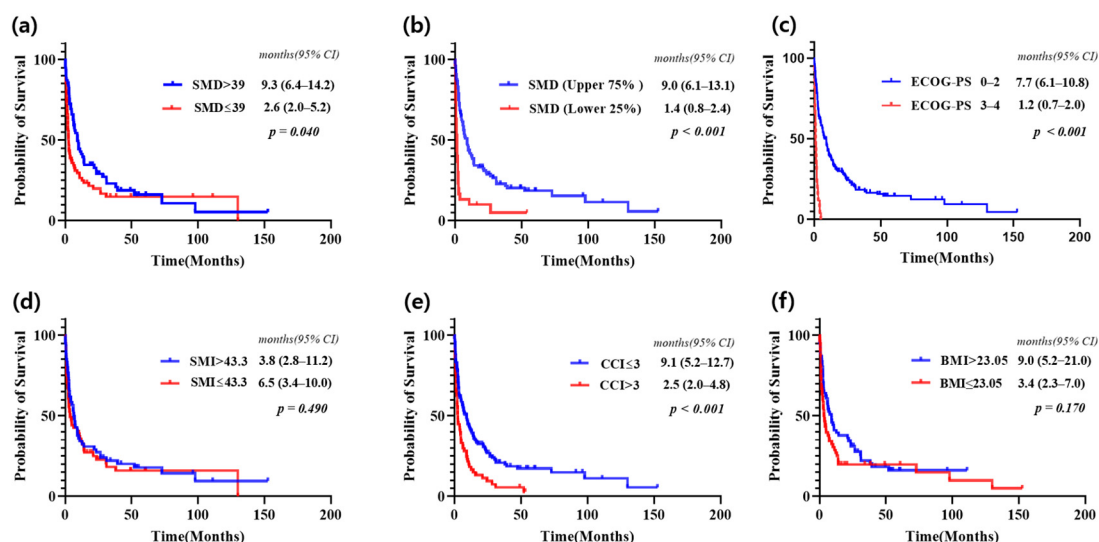 (a)
months(95% CI)
SMD>39 9.3 (6.4–14.2)
SMD≤39 2.6 (2.0–5.2)
p = 0.040
Probability of Survival
100
50
0
0 50 100 150 200
Time(Months)
(b)
months(95% CI)
SMD (Upper 75% ) 9.0 (6.1–13.1)
SMD (Lower 25%) 1.4 (0.8–2.4)
p < 0.001
Probability of Survival
100
50
0
0 50 100 150 200
Time(Months)
(c)
months(95% CI)
ECOG-PS 0–2 7.7 (6.1–10.8)
ECOG-PS 3–4 1.2 (0.7–2.0)
p < 0.001
Probability of Survival
100
50
0
0 50 100 150 200
Time(Months)
(d)
months(95% CI)
SMI>43.3 3.8 (2.8–11.2)
SMI≤43.3 6.5 (3.4–10.0)
p = 0.490
Probability of Survival
100
50
0
0 50 100 150 200
Time(Months)
(e)
months(95% CI)
CCI≤3 9.1 (5.2–12.7)
CCI>3 2.5 (2.0–4.8)
p < 0.001
Probability of Survival
100
50
0
0 50 100 150 200
Time(Months)
(f)
months(95% CI)
BMI>23.05 9.0 (5.2–21.0)
BMI≤23.05 3.4 (2.3–7.0)
p = 0.170
Probability of Survival
100
50
0
0 50 100 150 200
Time(Months)